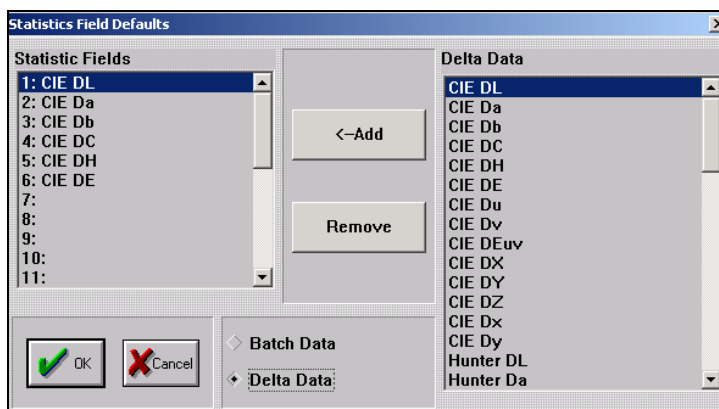 Statistics Field Defaults
Statistic Fields
1: CIE DL
2: CIE Da
3: CIE Db
4: CIE DC
5: CIE DH
6: CIE DE
7:
8:
9:
10:
11:
<-Add
Remove
Delta Data
CIE DL
CIE Da
CIE Db
CIE DC
CIE DH
CIE DE
CIE Du
CIE Dv
CIE DEuv
CIE DX
CIE DY
CIE DZ
CIE Dx
CIE Dy
Hunter DL
Hunter Da
OK
Cancel
Batch Data
Delta Data